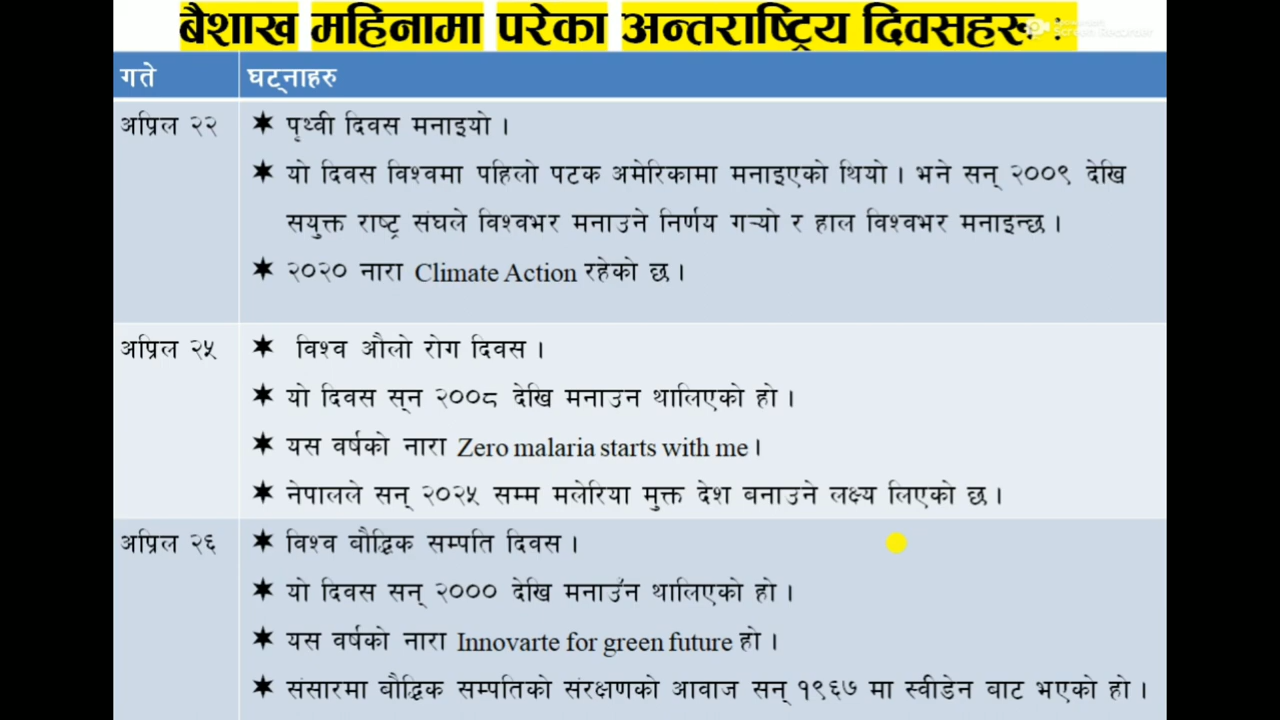 बैशाख महिनामा परेका अन्तराष्ट्रिय दिवसहरु :
गते घट्नाहरु
अप्रिल २२ ✶ पृथ्वी दिवस मनाइयो ।
✶ यो दिवस विश्वमा पहिलो पटक अमेरिकामा मनाइएको थियो । भने सन् २००९ देखि
सयुक्त राष्ट्र संघले विश्वभर मनाउने निर्णय गर्‍यो र हाल विश्वभर मनाइन्छ ।
✶ २०२० नारा Climate Action रहेको छ ।
अप्रिल २५ ✶ विश्व औलो रोग दिवस ।
✶ यो दिवस स्न २००८ देखि मनाउन थालिएको हो ।
✶ यस वर्षको नारा Zero malaria starts with me ।
✶ नेपालले सन् २०२५ सम्म मलेरिया मुक्त देश बनाउने लक्ष्य लिएको छ ।
अप्रिल २६ ✶ विश्व बौद्धिक सम्पति दिवस ।
✶ यो दिवस सन् २००० देखि मनाउँन थालिएको हो ।
✶ यस वर्षको नारा Innovarte for green future हो ।
✶ संसारमा बौद्धिक सम्पतिको संरक्षणको आवाज सन् १९६७ मा स्वीडेन बाट भएको हो ।